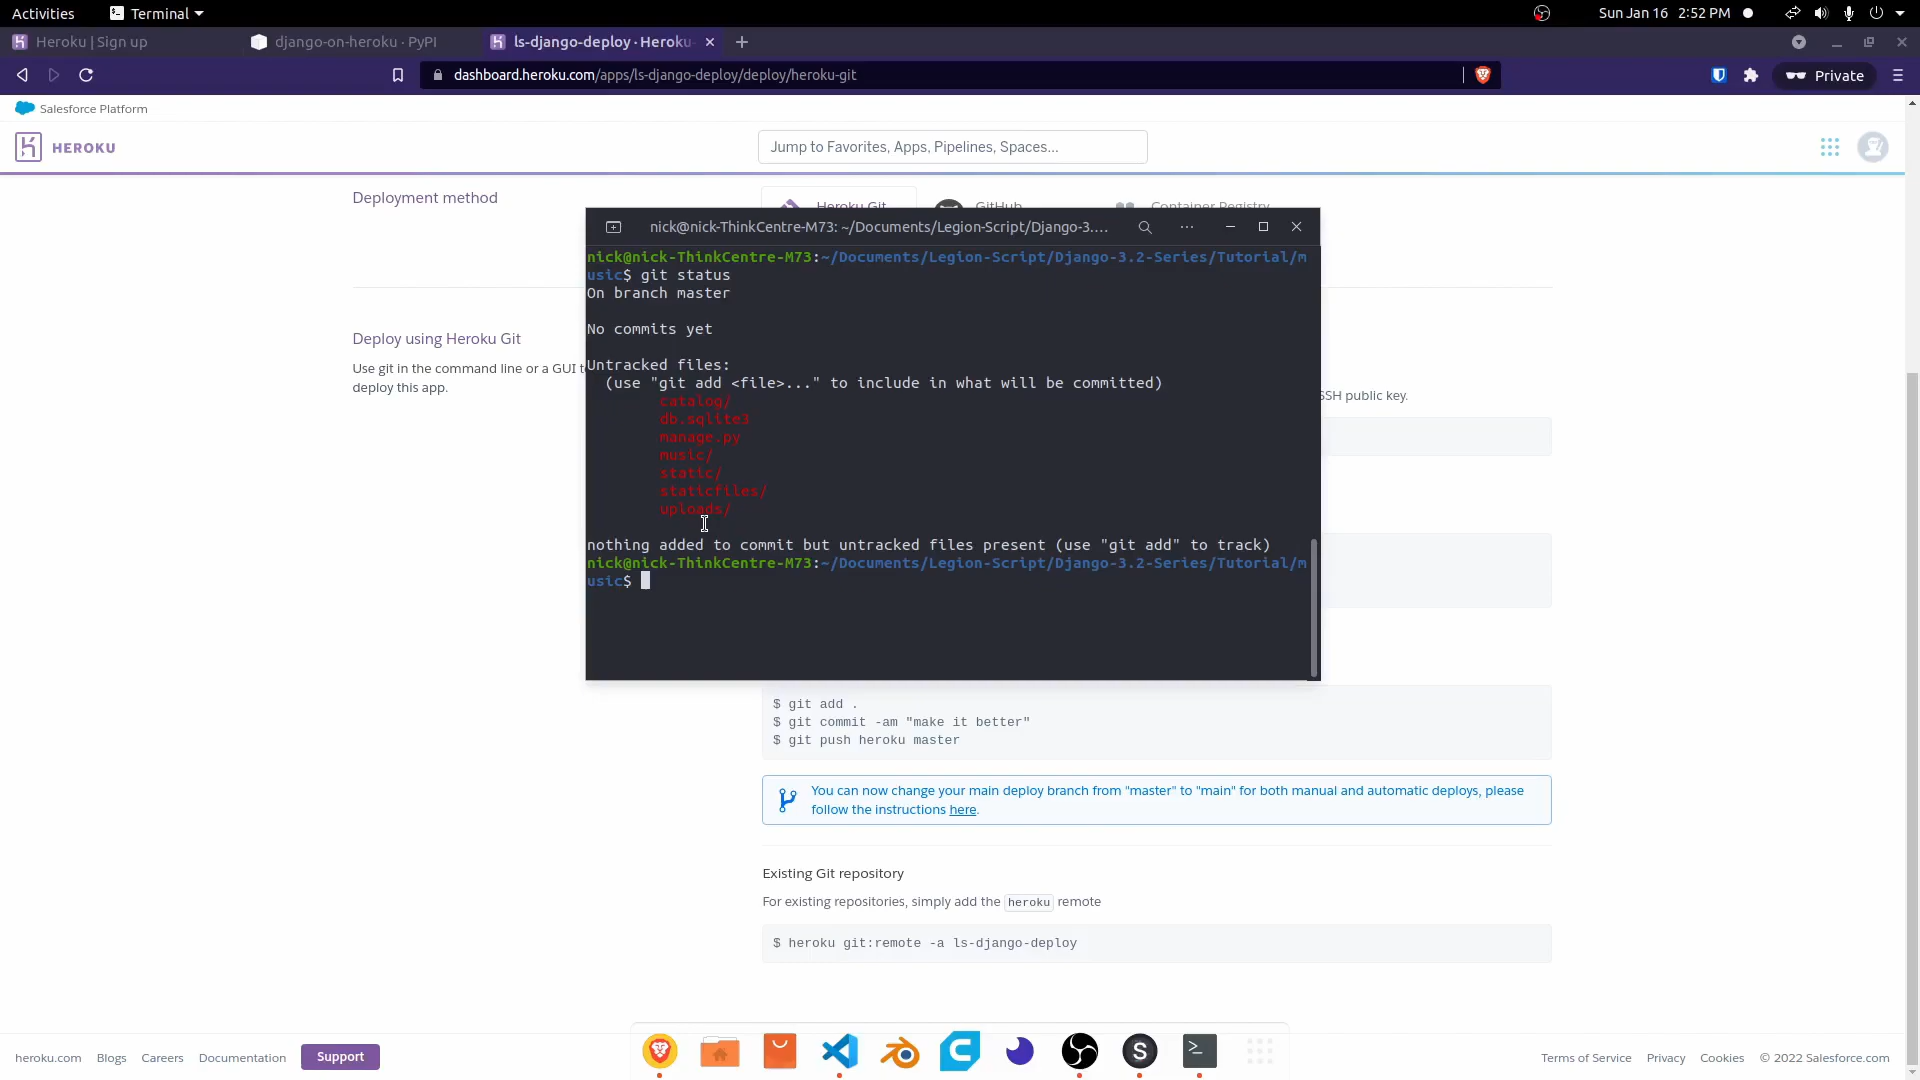 Activities
Terminal
Sun Jan 16 2:52 PM
Heroku | Sign up
django-on-heroku · PyPI
ls-django-deploy · Heroku
dashboard.heroku.com/apps/ls-django-deploy/deploy/heroku-git
Private
Salesforce Platform
HEROKU
Jump to Favorites, Apps, Pipelines, Spaces...
Deployment method
Heroku Git
GitHub
Container Registry
nick@nick-ThinkCentre-M73: ~/Documents/Legion-Script/Django-3....
nick@nick-ThinkCentre-M73:~/Documents/Legion-Script/Django-3.2-Series/Tutorial/m
usic$ git status
On branch master
No commits yet
Untracked files:
(use "git add <file>..." to include in what will be committed)
catalog/
db.sqlite3
manage.py
music/
static/
staticfiles/
uploads/
nothing added to commit but untracked files present (use "git add" to track)
nick@nick-ThinkCentre-M73:~/Documents/Legion-Script/Django-3.2-Series/Tutorial/m
usic$
Deploy using Heroku Git
Use git in the command line or a GUI
deploy this app.
SSH public key.
$ git add .
$ git commit -am "make it better"
$ git push heroku master
You can now change your main deploy branch from "master" to "main" for both manual and automatic deploys, please
follow the instructions here.
Existing Git repository
For existing repositories, simply add the heroku remote
$ heroku git:remote -a ls-django-deploy
heroku.com
Blogs
Careers
Documentation
Support
Terms of Service
Privacy
Cookies
© 2022 Salesforce.com